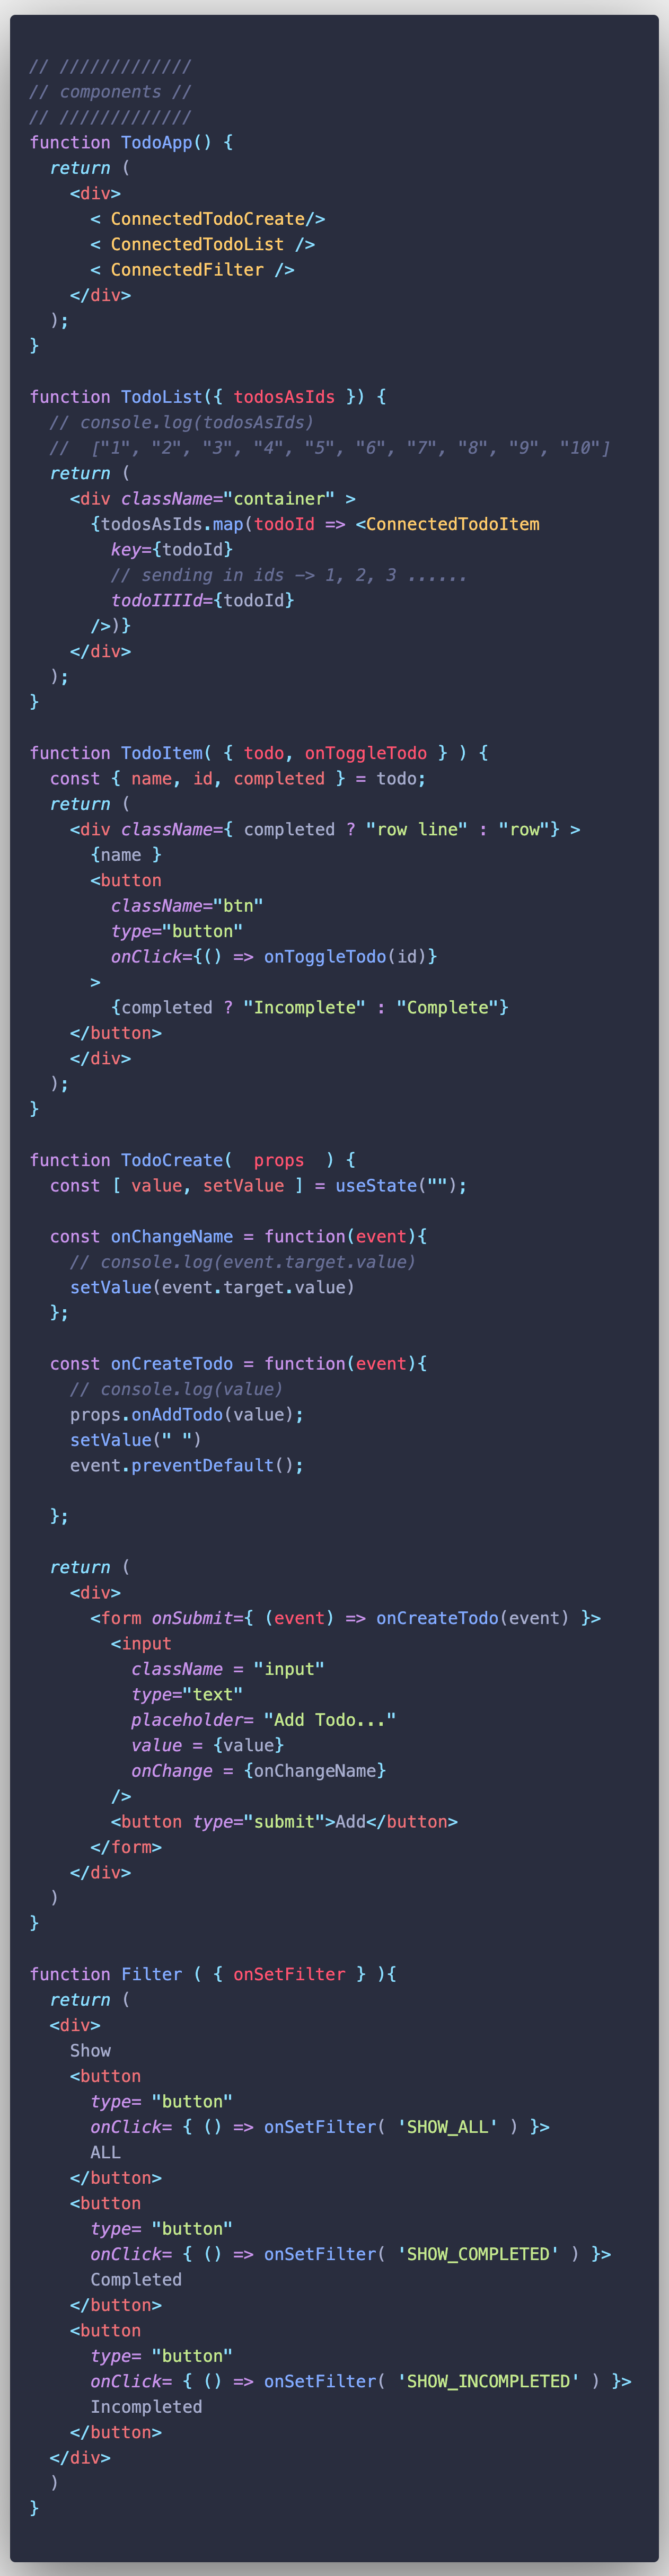 // /////////////
// components //
// /////////////
function TodoApp() {
  return (
    <div>
      < ConnectedTodoCreate/>
      < ConnectedTodoList />
      < ConnectedFilter />
    </div>
  );
}

function TodoList({ todosAsIds }) {
  // console.log(todosAsIds)
  //  ["1", "2", "3", "4", "5", "6", "7", "8", "9", "10"]
  return (
    <div className="container" >
      {todosAsIds.map(todoId => <ConnectedTodoItem
        key={todoId}
        // sending in ids -> 1, 2, 3 ......
        todoIIIId={todoId}
      />)}
    </div>
  );
}

function TodoItem( { todo, onToggleTodo } ) {
  const { name, id, completed } = todo;
  return (
    <div className={ completed ? "row line" : "row"} >
      {name }
      <button
        className="btn"
        type="button"
        onClick={() => onToggleTodo(id)}
      >
        {completed ? "Incomplete" : "Complete"}
    </button>
    </div>
  );
}

function TodoCreate(  props  ) {
  const [ value, setValue ] = useState("");

  const onChangeName = function(event){
    // console.log(event.target.value)
    setValue(event.target.value)
  };

  const onCreateTodo = function(event){
    // console.log(value)
    props.onAddTodo(value);
    setValue(" ")
    event.preventDefault();

  };

  return (
    <div>
      <form onSubmit={ (event) => onCreateTodo(event) }>
        <input
          className = "input"
          type="text"
          placeholder= "Add Todo..."
          value = {value}
          onChange = {onChangeName}
        />
        <button type="submit">Add</button>
      </form>
    </div>
  )
}

function Filter ( { onSetFilter } ){
  return (
  <div>
    Show
    <button
      type= "button"
      onClick= { () => onSetFilter( 'SHOW_ALL' ) }>
      ALL
    </button>
    <button
      type= "button"
      onClick= { () => onSetFilter( 'SHOW_COMPLETED' ) }>
      Completed
    </button>
    <button
      type= "button"
      onClick= { () => onSetFilter( 'SHOW_INCOMPLETED' ) }>
      Incompleted
    </button>
  </div>
  )
}